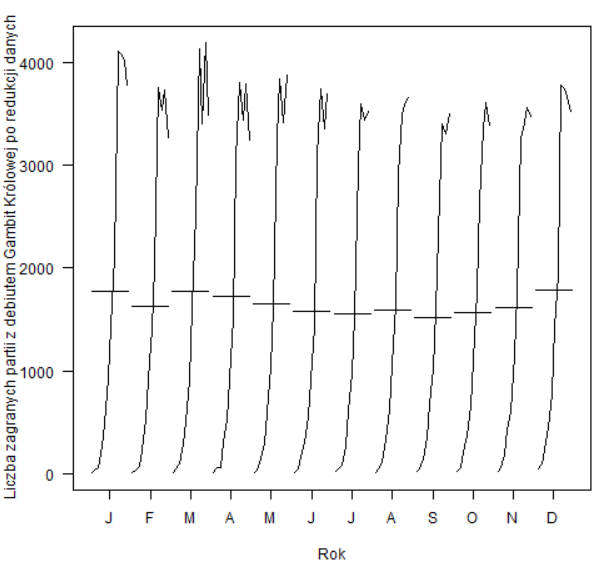 Liczba zagranych partii z debiutem Gambit Królowej po redukcji danych
4000
3000
2000
1000
0
J F M A M J J A S O N D
Rok